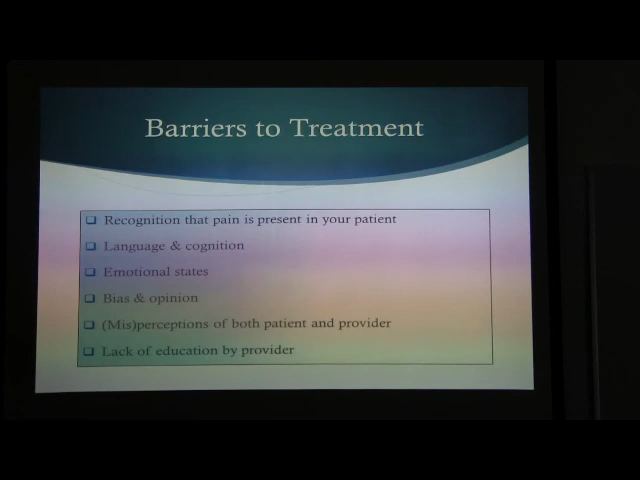 Barriers to Treatment
Recognition that pain is present in your patient
Language & cognition
Emotional states
Bias & opinion
(Mis)perceptions of both patient and provider
Lack of education by provider